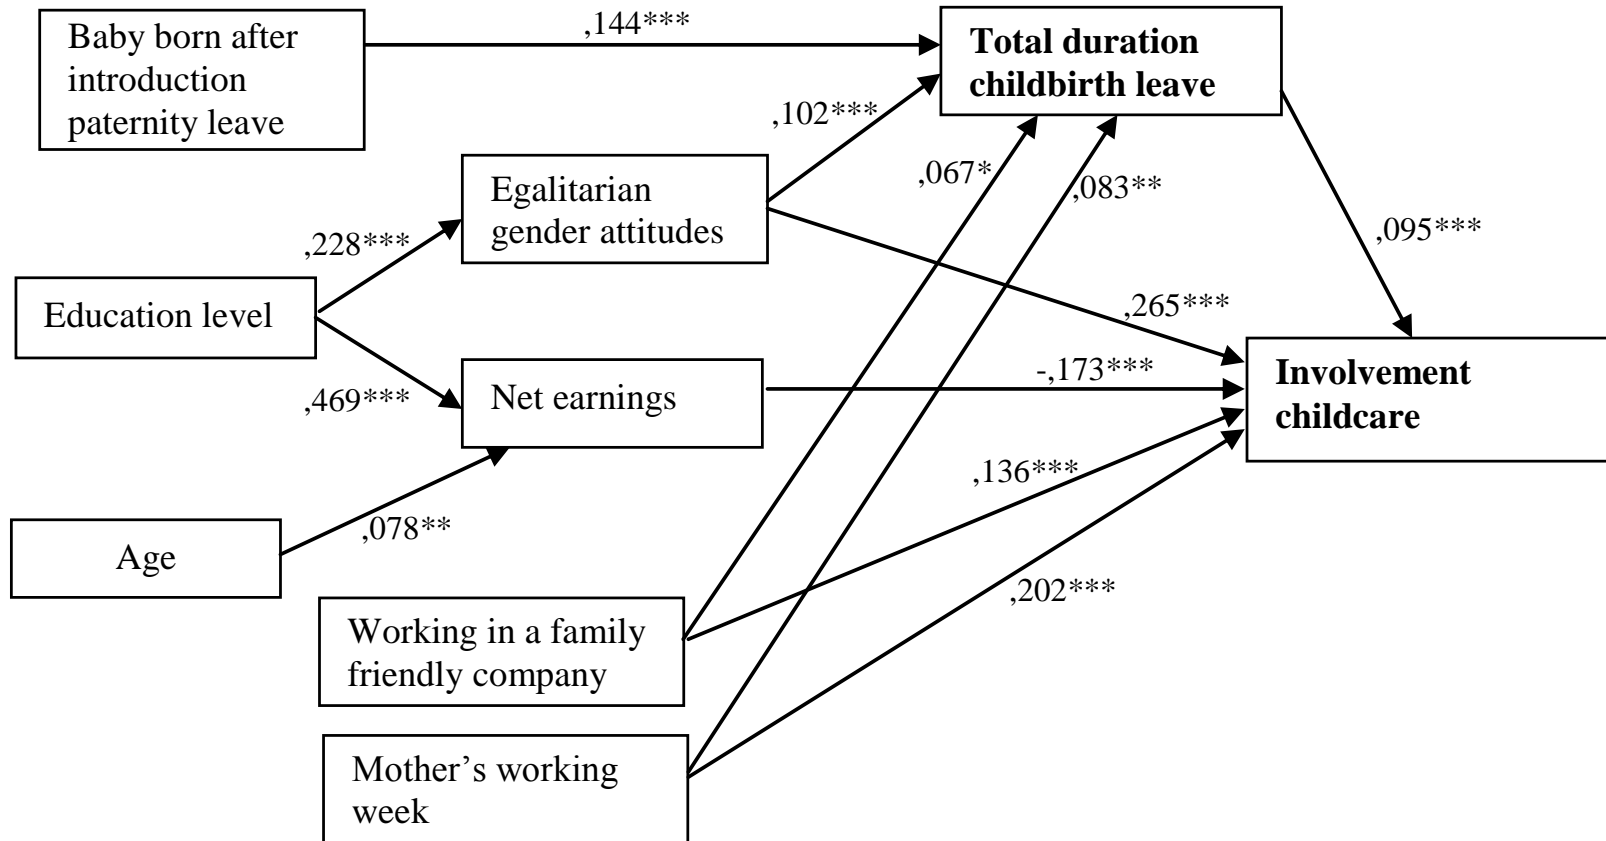 Baby born after
introduction
paternity leave
,144***
Total duration
childbirth leave
,102***
,067*
,083**
Egalitarian
gender attitudes
,228***
,095***
Education level
,265***
,469***
Net earnings
-,173***
Involvement
childcare
,136***
Age
,078**
,202***
Working in a family
friendly company
Mother’s working
week